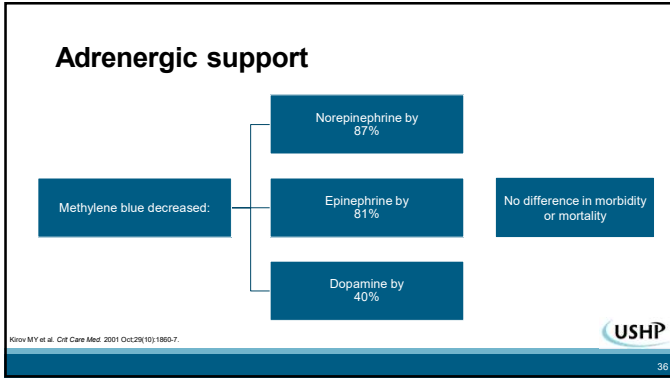 Adrenergic support
Norepinephrine by
87%
Methylene blue decreased:
Epinephrine by
81%
No difference in morbidity
or mortality
Dopamine by
40%
Kirov MY et al. Crit Care Med. 2001 Oct;29(10):1860-7.
USHP
36